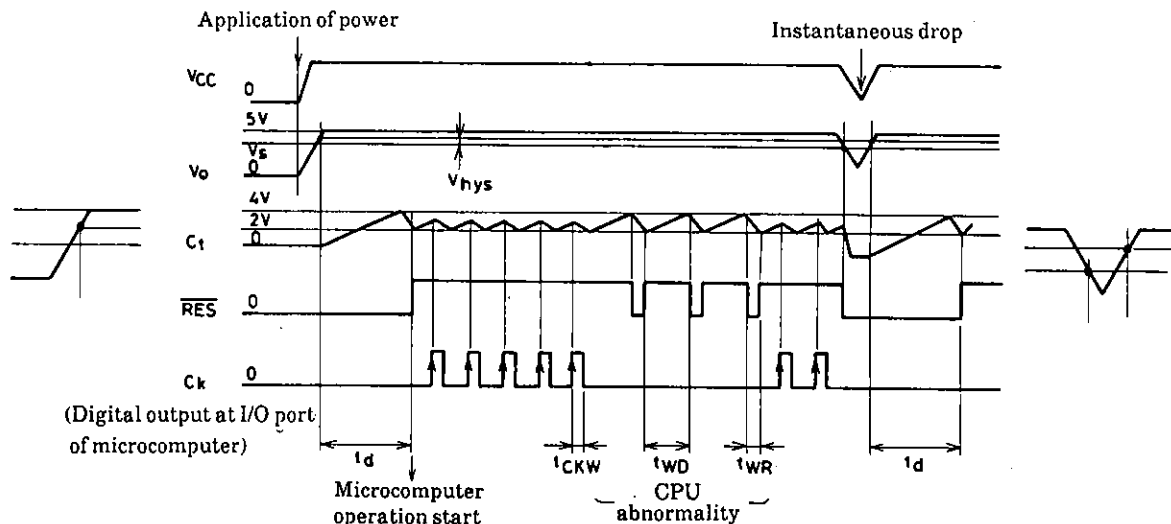 Application of power
Instantaneous drop
VCC
0
5V
Vs
Vo
0
Vhys
4V
2V
Ct
0
RES
0
Ck
0
(Digital output at I/O port
of microcomputer)
td
tCKW
tWD
tWR
td
Microcomputer
operation start
CPU
abnormality